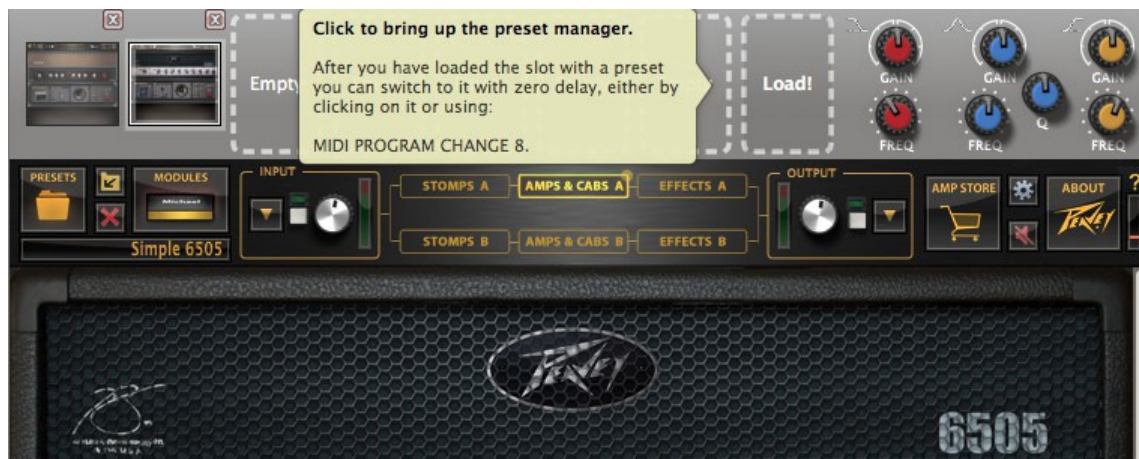 Click to bring up the preset manager.
After you have loaded the slot with a preset
you can switch to it with zero delay, either by
clicking on it or using:
MIDI PROGRAM CHANGE 8.
Empty
Load!
GAIN
GAIN
GAIN
Q
FREQ
FREQ
FREQ
PRESETS
MODULES
Michael
Simple 6505
INPUT
STOMPS A
AMPS & CABS A
EFFECTS A
STOMPS B
AMPS & CABS B
EFFECTS B
OUTPUT
AMP STORE
ABOUT
PEAVEY
?
PEAVEY
6505